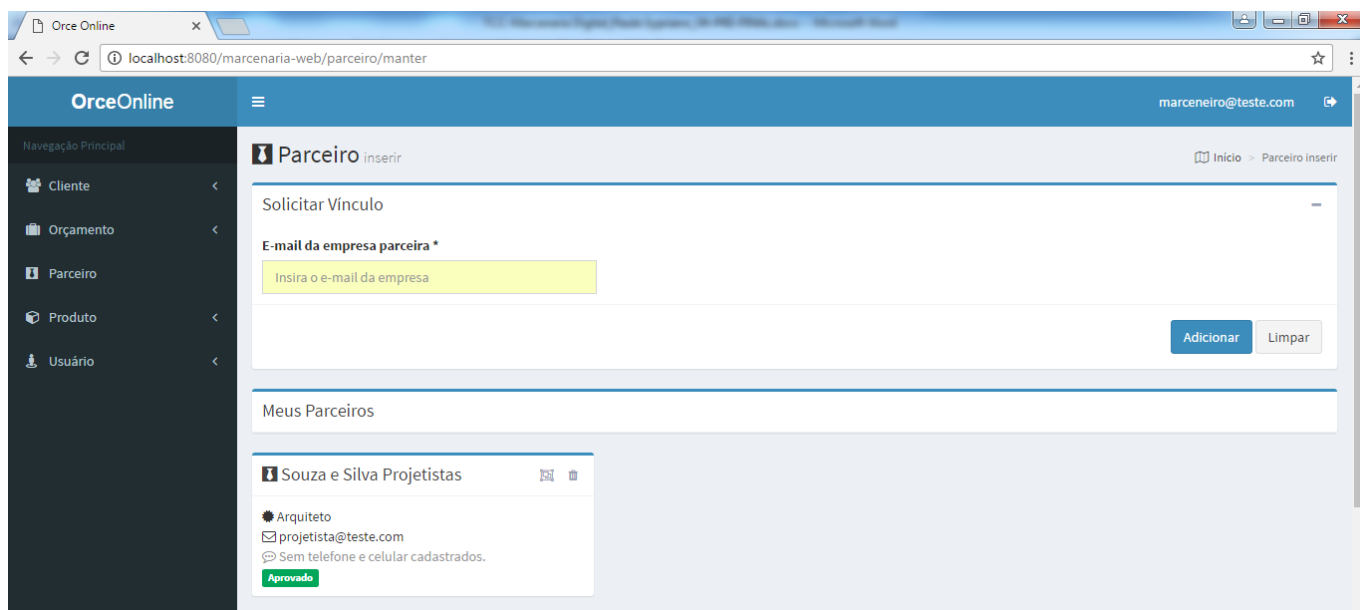 Orce Online
localhost:8080/marcenaria-web/parceiro/manter
OrceOnline
marceneiro@teste.com
Navegação Principal
Parceiro inserir
Início > Parceiro inserir
Cliente
Orçamento
Parceiro
Produto
Usuário
Solicitar Vínculo
E-mail da empresa parceira *
Insira o e-mail da empresa
Adicionar Limpar
Meus Parceiros
Souza e Silva Projetistas
Arquiteto
projetista@teste.com
Sem telefone e celular cadastrados.
Aprovado